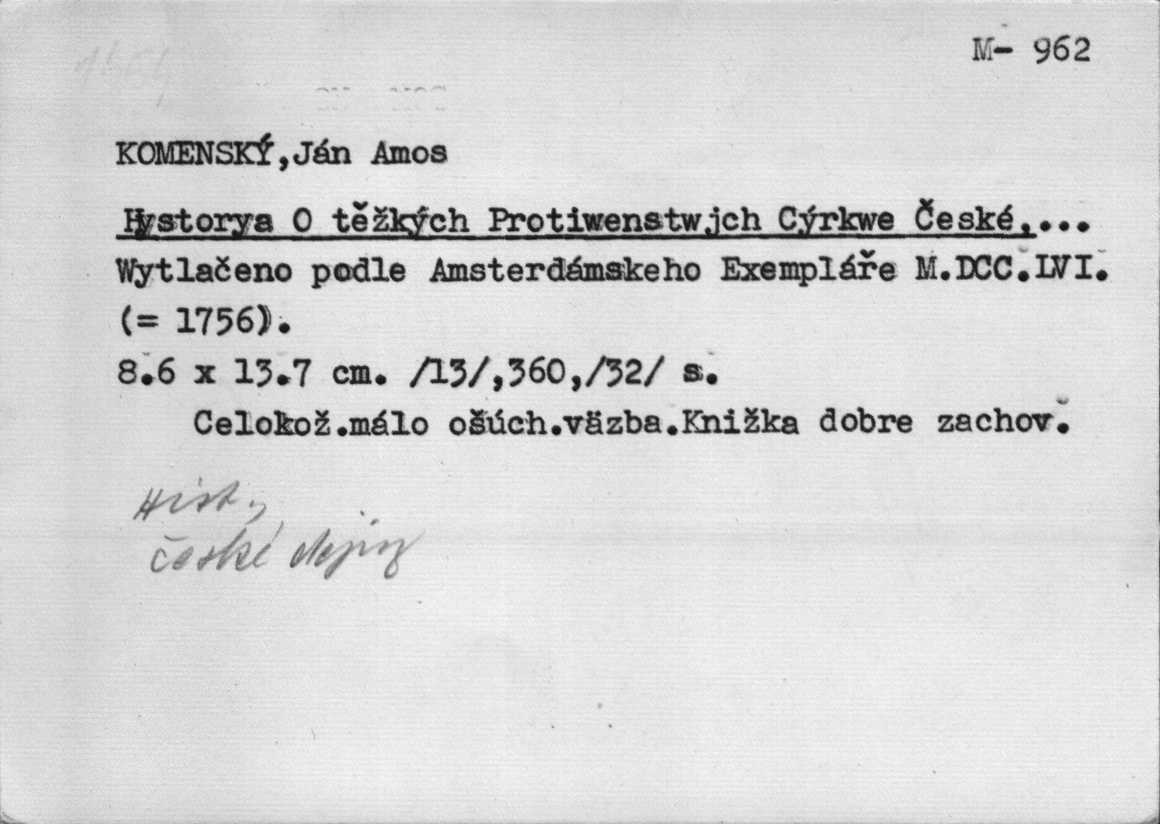 M- 962
KOMENSKÝ,Ján Amos
Hystorya O těžkých Protiwenstwjch Cýrkwe České,...
Wytlačeno podle Amsterdámskeho Exempláře M.DCC.LVI.
(= 1756).
8.6 x 13.7 cm. /13/,360,/32/ s.
Celokož.málo ošúch.väzba.Knižka dobre zachov.
Hist.,
české dejiny